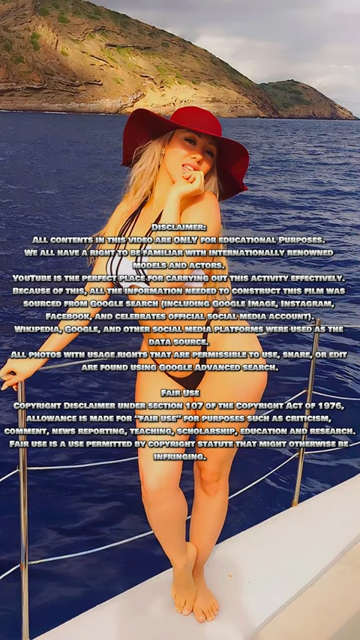 Disclaimer:
All contents in this video are ONLY for educational purposes.
We all have a right to be familiar with internationally renowned
models and actors.
YouTube is the perfect place for carrying out this activity effectively.
Because of this, all the information needed to construct this film was
sourced from Google search (including Google Image, Instagram,
Facebook, and celebrates official social media account).
Wikipedia, Google, and other social media platforms were used as the
data source.
All photos with usage rights that are permissible to use, share, or edit
are found using Google Advanced search.
Fair Use
Copyright Disclaimer under section 107 of the Copyright Act of 1976,
allowance is made for "fair use" for purposes such as criticism,
comment, news reporting, teaching, scholarship, education and research.
Fair use is a use permitted by copyright statute that might otherwise be
infringing.